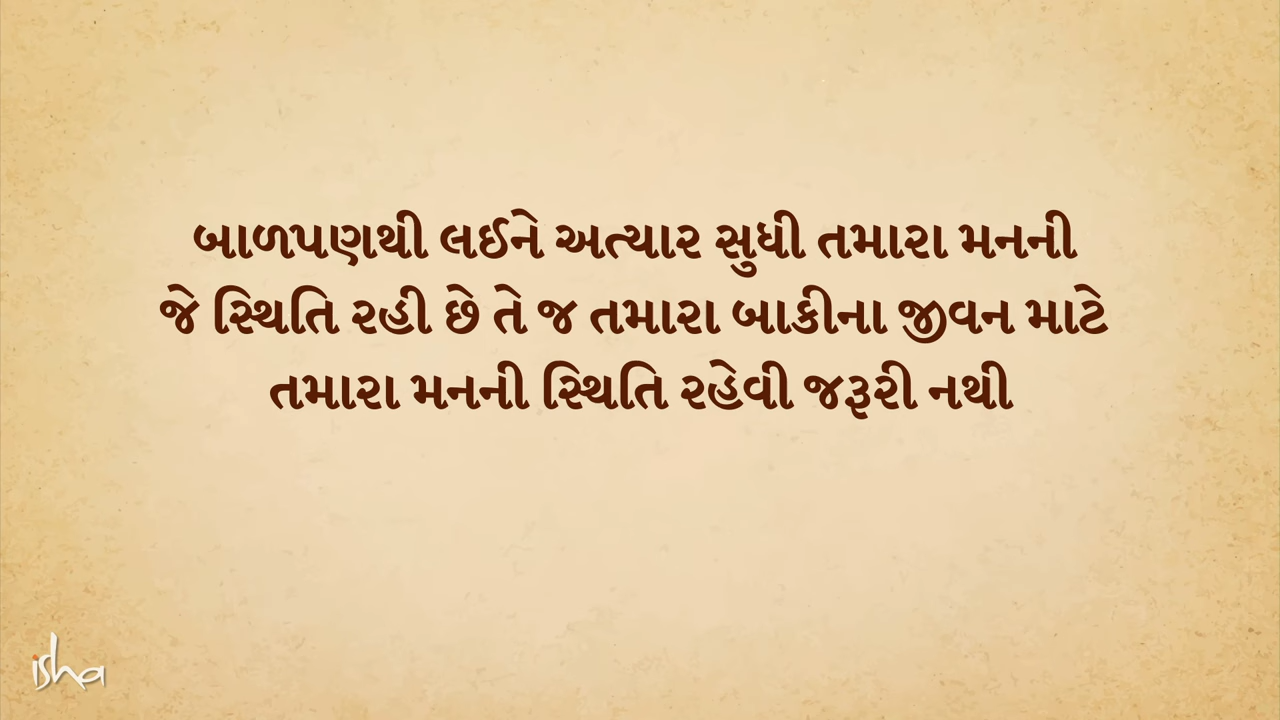 બાળપણથી લઈને અત્યાર સુધી તમારા મનની
જે સ્થિતિ રહી છે તે જ તમારા બાકીના જીવન માટે
તમારા મનની સ્થિતિ રહેવી જરૂરી નથી
isha